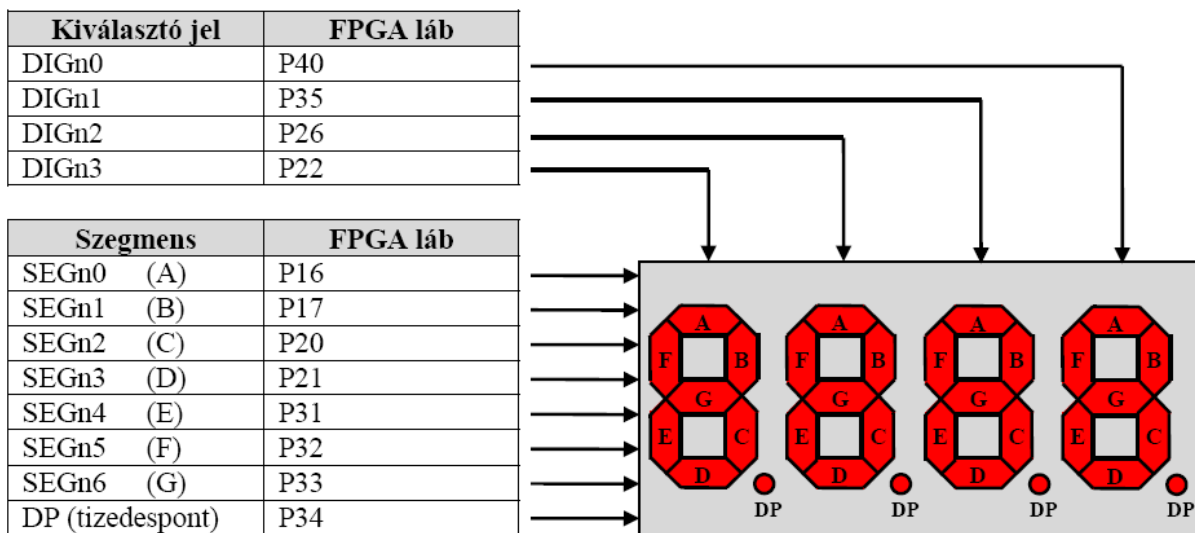 Kiválasztó jel FPGA láb
DIGn0 P40
DIGn1 P35
DIGn2 P26
DIGn3 P22
Szegmens FPGA láb
SEGn0 (A) P16
SEGn1 (B) P17
SEGn2 (C) P20
SEGn3 (D) P21
SEGn4 (E) P31
SEGn5 (F) P32
SEGn6 (G) P33
DP (tizedespont) P34
A A A A
F B F B F B F B
G G G G
E C E C E C E C
D D D D
DP DP DP DP